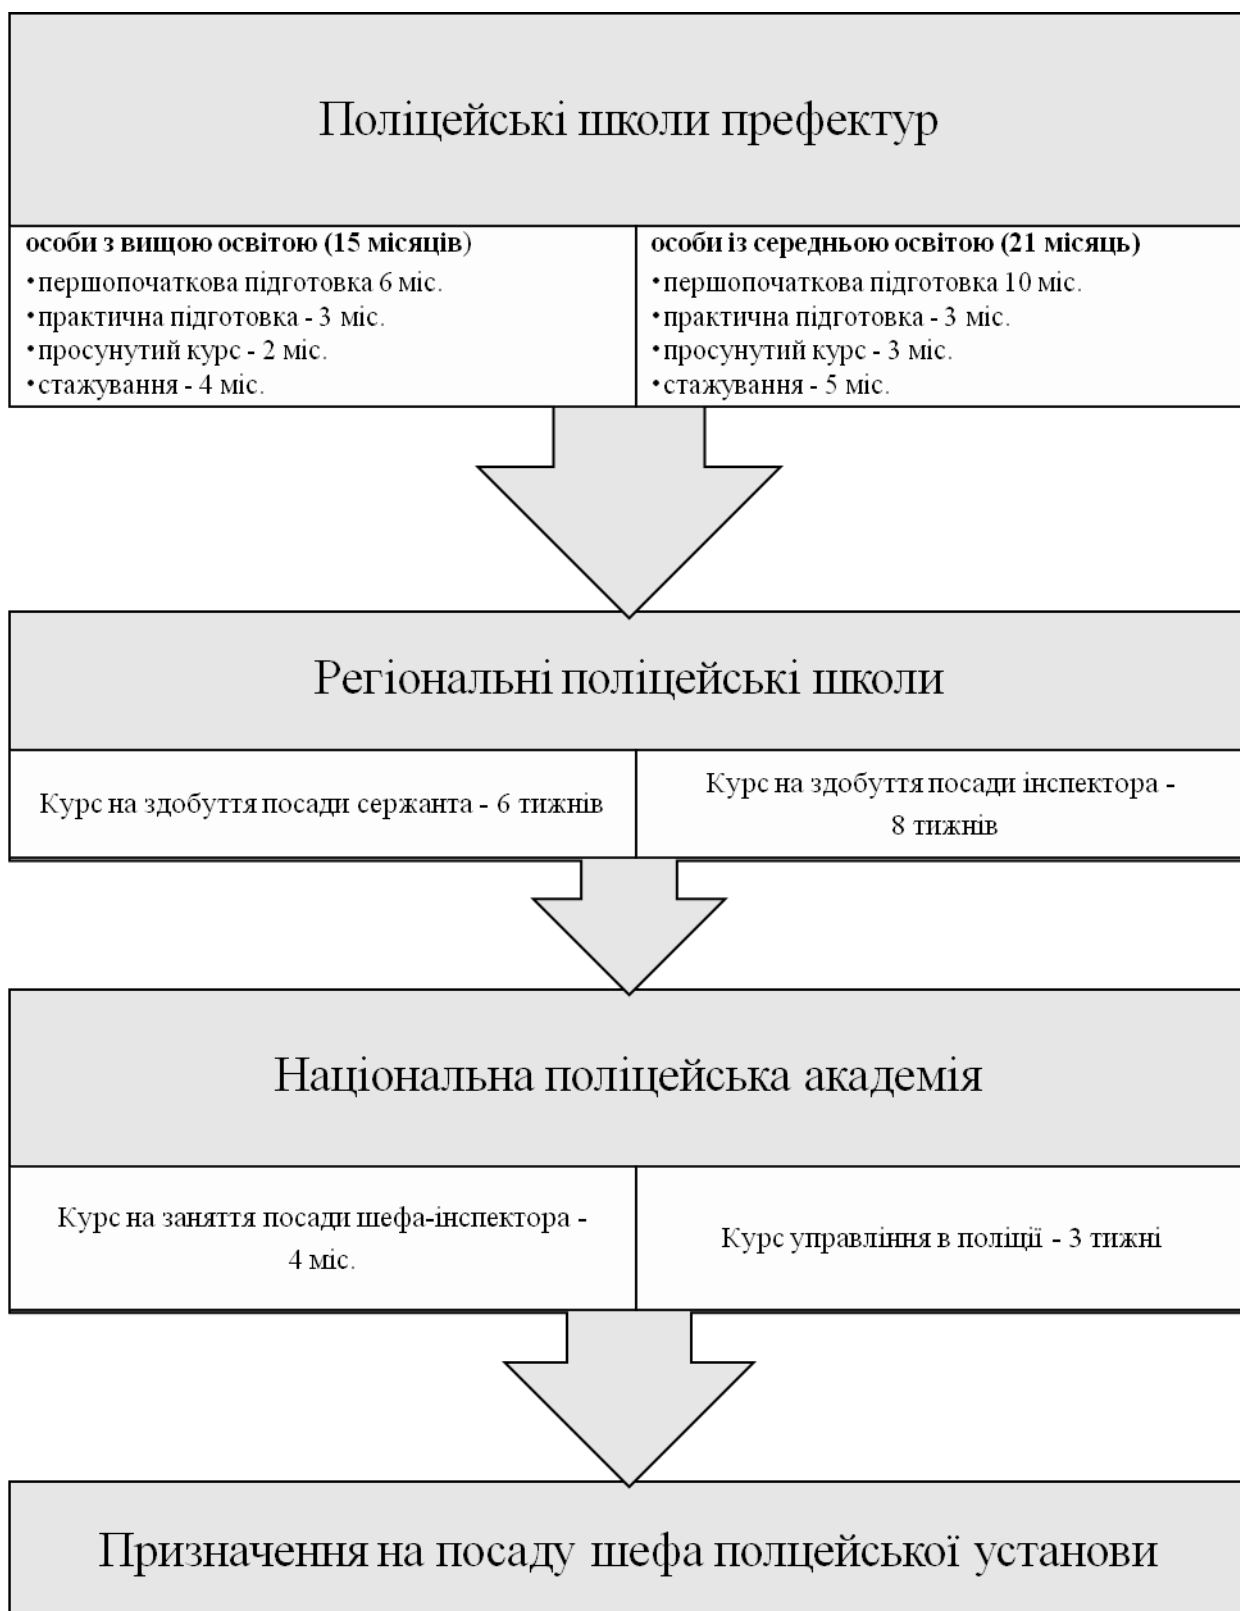 Поліцейські школи префектур
особи з вищою освітою (15 місяців)
•першопочаткова підготовка 6 міс.
•практична підготовка - 3 міс.
•просунутий курс - 2 міс.
•стажування - 4 міс.
особи із середньою освітою (21 місяць)
•першопочаткова підготовка 10 міс.
•практична підготовка - 3 міс.
•просунутий курс - 3 міс.
•стажування - 5 міс.
Регіональні поліцейські школи
Курс на здобуття посади сержанта - 6 тижнів
Курс на здобуття посади інспектора -
8 тижнів
Національна поліцейська академія
Курс на заняття посади шефа-інспектора -
4 міс.
Курс управління в поліції - 3 тижні
Призначення на посаду шефа полцейської установи